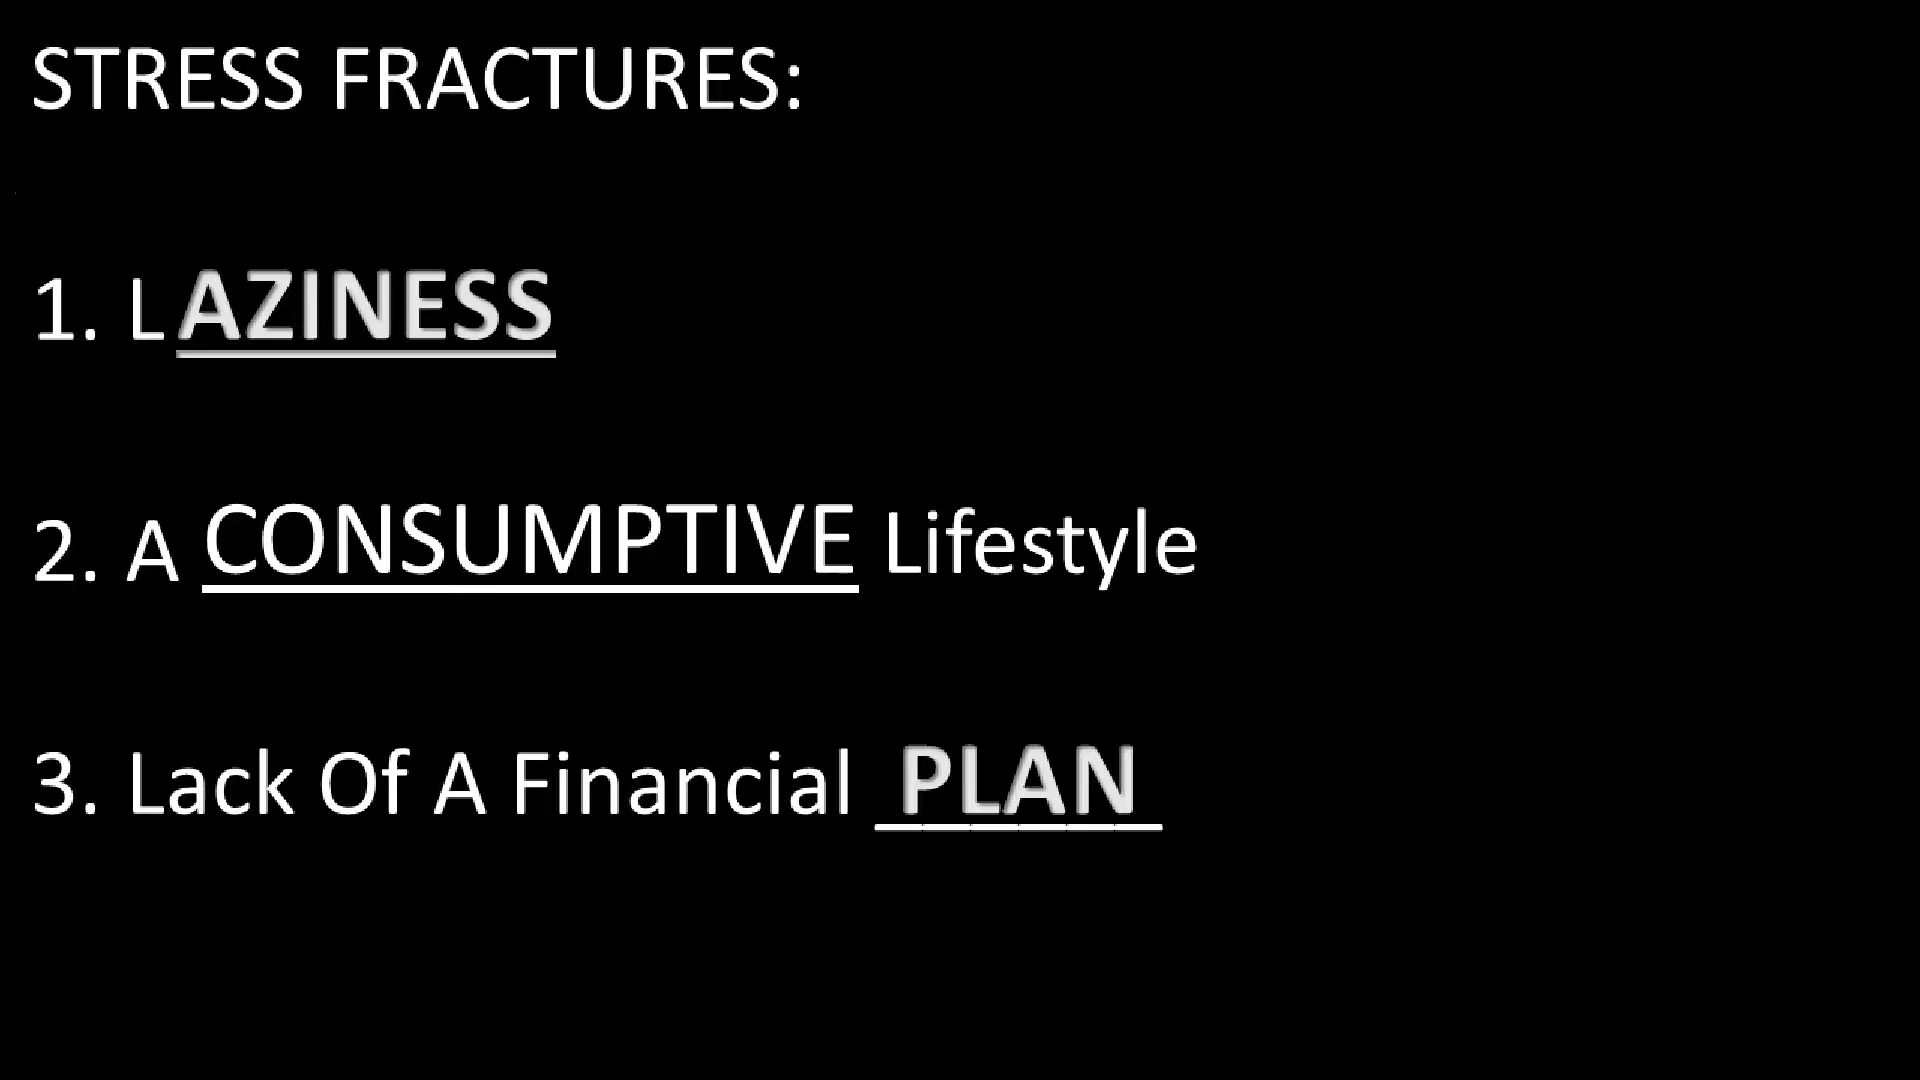 STRESS FRACTURES:
1. LAZINESS
2. A CONSUMPTIVE Lifestyle
3. Lack Of A Financial PLAN